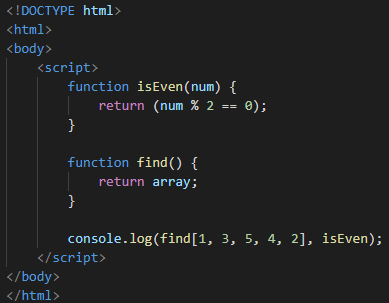 <!DOCTYPE html>
<html>
<body>
    <script>
        function isEven(num) {
            return (num % 2 == 0);
        }

        function find() {
            return array;
        }

        console.log(find[1, 3, 5, 4, 2], isEven);
    </script>
</body>
</html>